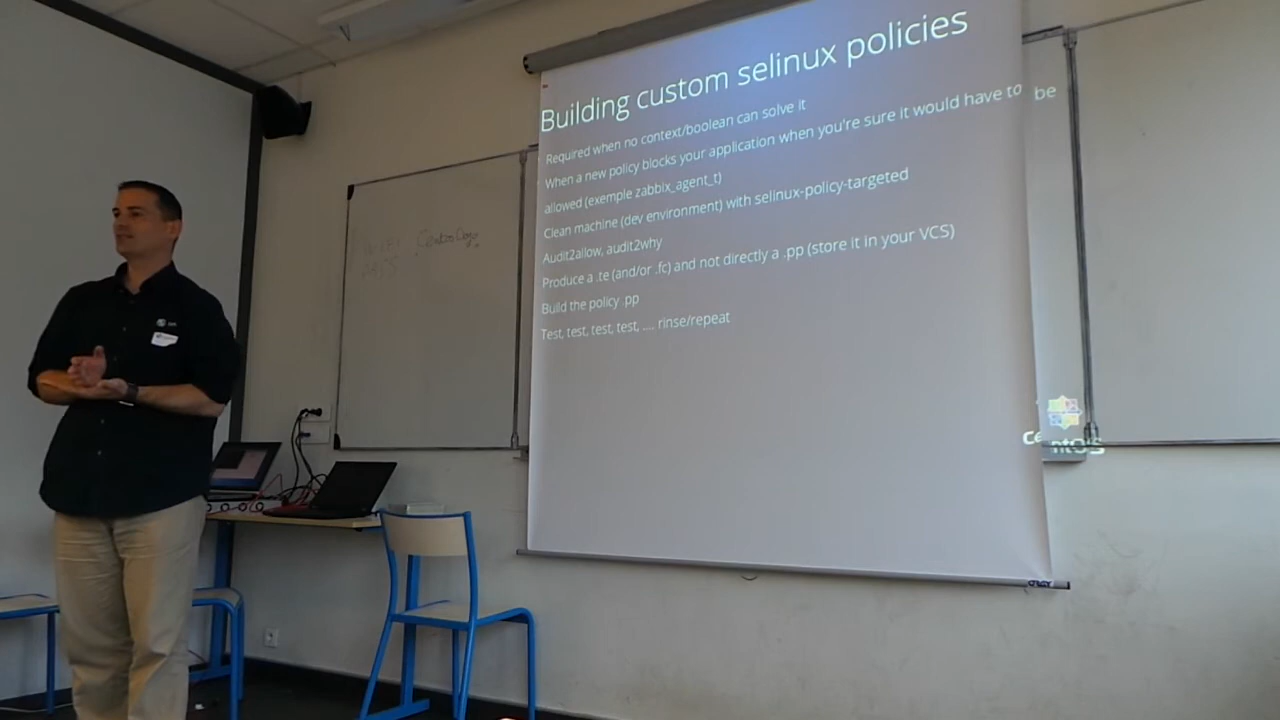 Building custom selinux policies
Required when no context/boolean can solve it
When a new policy blocks your application when you're sure it would have to be
allowed (exemple zabbix_agent_t)
Clean machine (dev environment) with selinux-policy-targeted
Audit2allow, audit2why
Produce a .te (and/or .fc) and not directly a .pp (store it in your VCS)
Build the policy .pp
Test, test, test, test, .... rinse/repeat
centOS